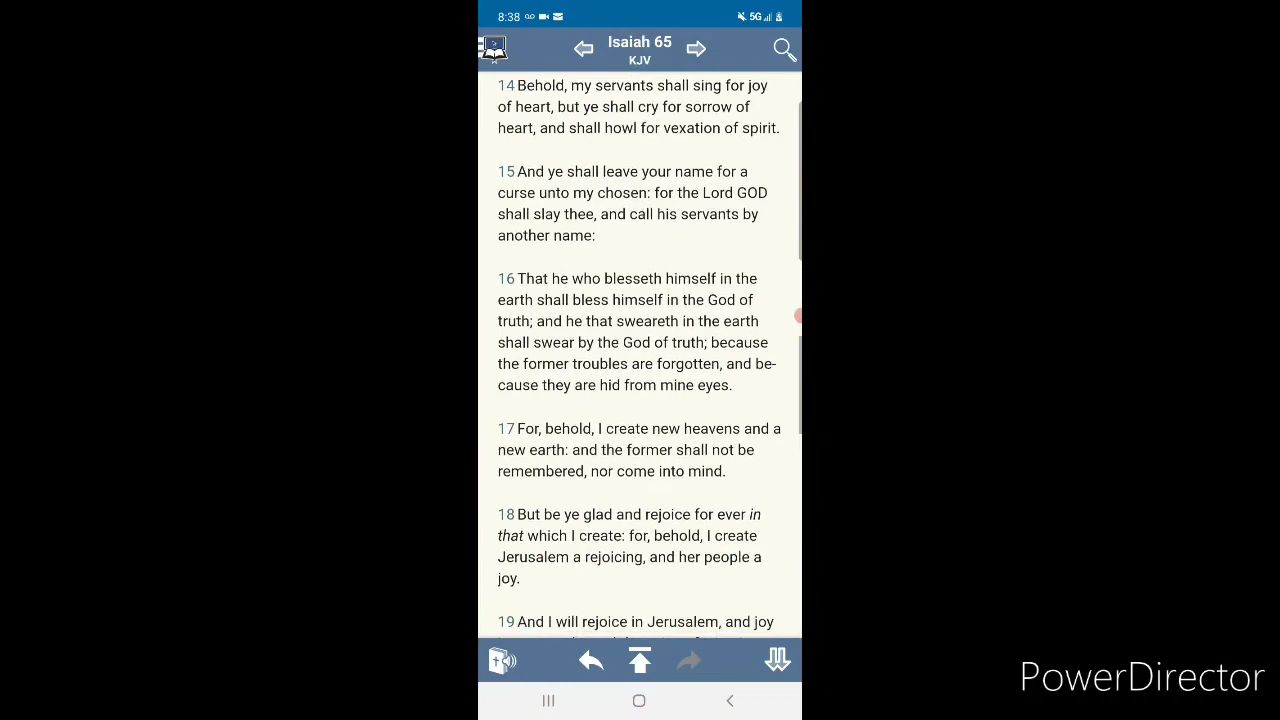 8:38
5G
Isaiah 65
KJV
14 Behold, my servants shall sing for joy
of heart, but ye shall cry for sorrow of
heart, and shall howl for vexation of spirit.
15 And ye shall leave your name for a
curse unto my chosen: for the Lord GOD
shall slay thee, and call his servants by
another name:
16 That he who blesseth himself in the
earth shall bless himself in the God of
truth; and he that sweareth in the earth
shall swear by the God of truth; because
the former troubles are forgotten, and be-
cause they are hid from mine eyes.
17 For, behold, I create new heavens and a
new earth: and the former shall not be
remembered, nor come into mind.
18 But be ye glad and rejoice for ever in
that which I create: for, behold, I create
Jerusalem a rejoicing, and her people a
joy.
19 And I will rejoice in Jerusalem, and joy
PowerDirector